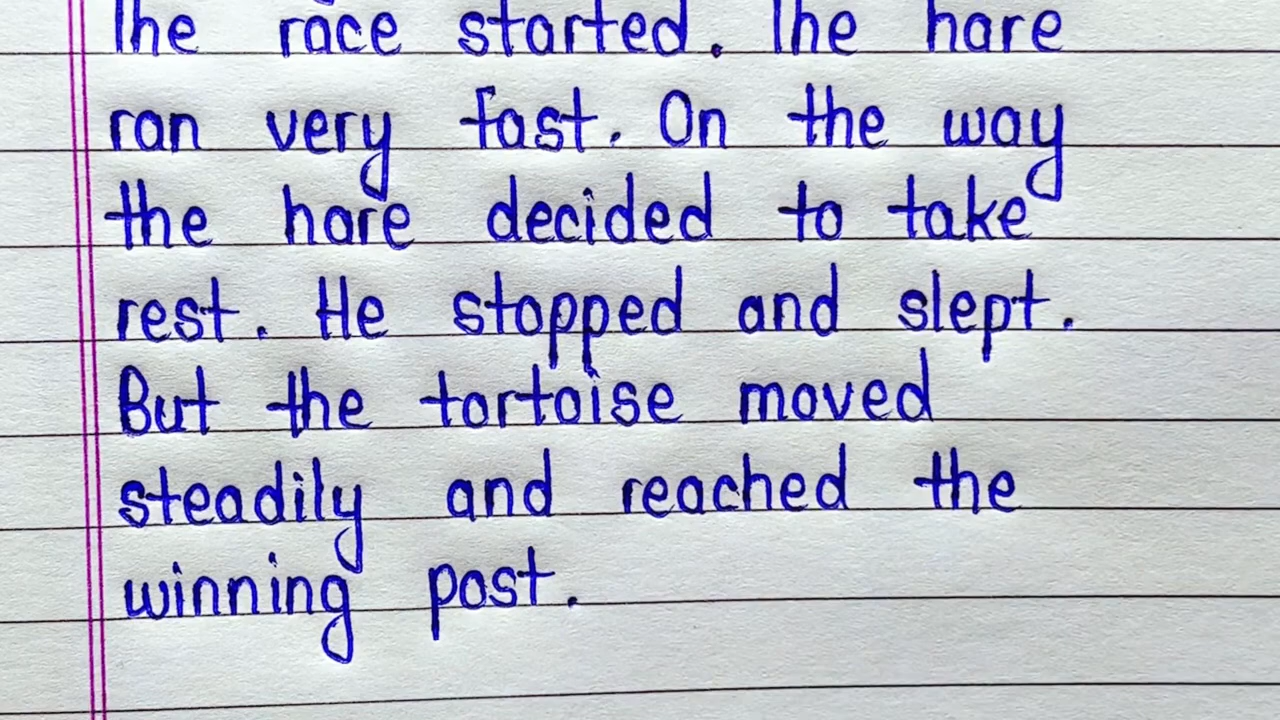 The race started. The hare
ran very fast. On the way
the hare decided to take
rest. He stopped and slept.
But the tortoise moved
steadily and reached the
winning post.